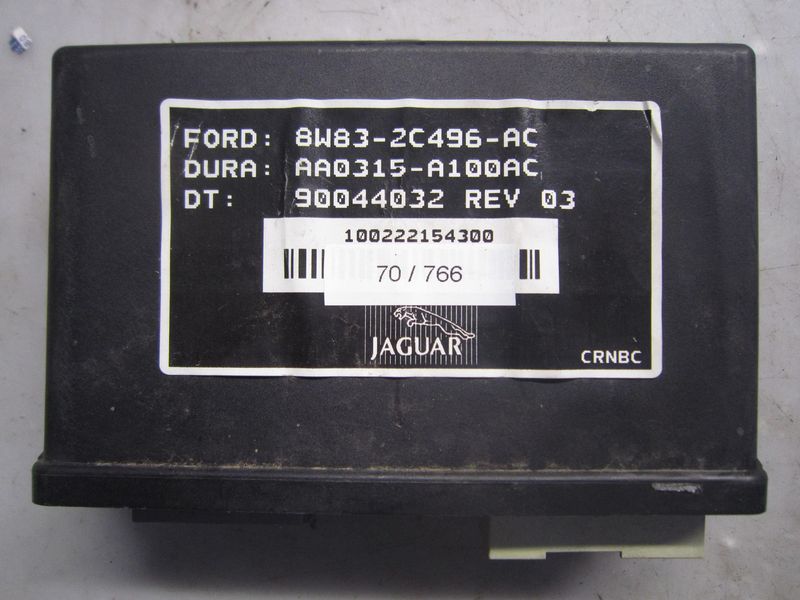 FORD: 8W83-2C496-AC
DURA: AA0315-A100AC
DT: 90044032 REV 03
100222154300
70 / 766
JAGUAR
CRNBC